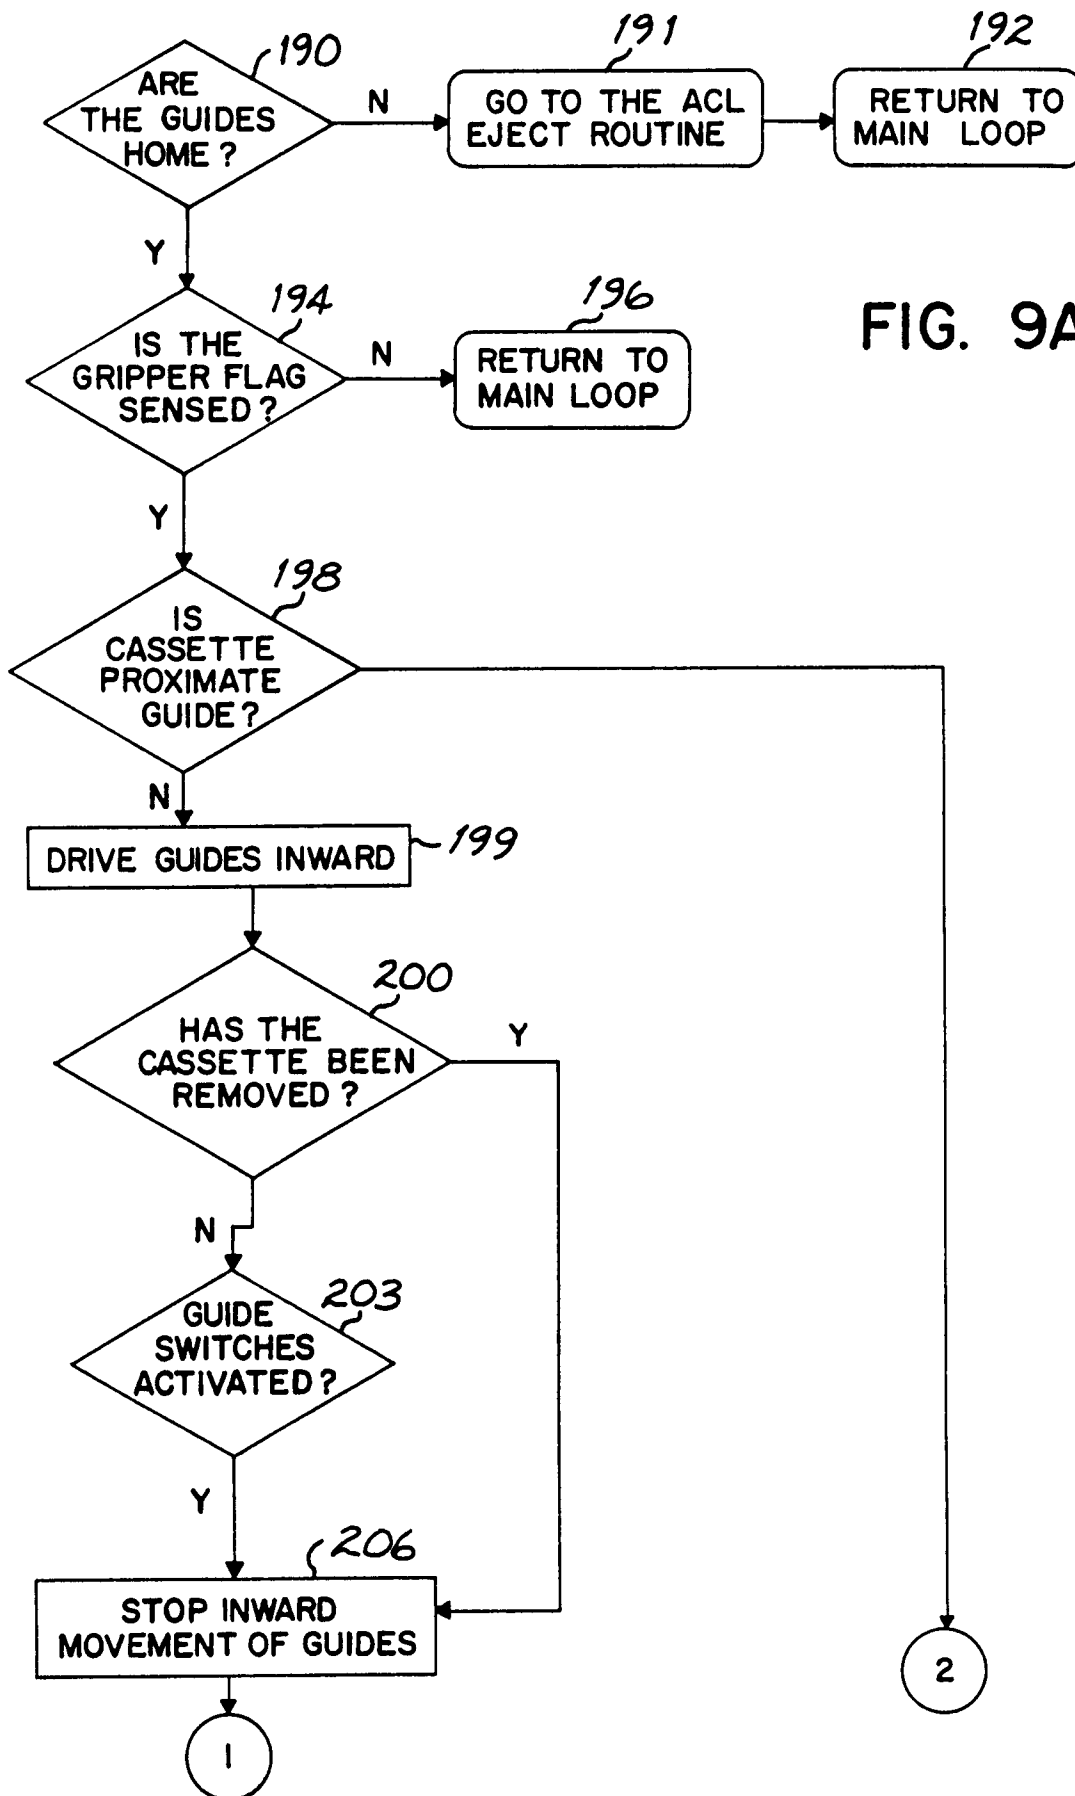 190
ARE
THE GUIDES
HOME?
N
191
GO TO THE ACL
EJECT ROUTINE
192
RETURN TO
MAIN LOOP
Y
194
IS THE
GRIPPER FLAG
SENSED?
N
196
RETURN TO
MAIN LOOP
FIG. 9A
Y
198
IS
CASSETTE
PROXIMATE
GUIDE?
N
DRIVE GUIDES INWARD
199
200
HAS THE
CASSETTE BEEN
REMOVED?
Y
N
203
GUIDE
SWITCHES
ACTIVATED?
Y
206
STOP INWARD
MOVEMENT OF GUIDES
2
1